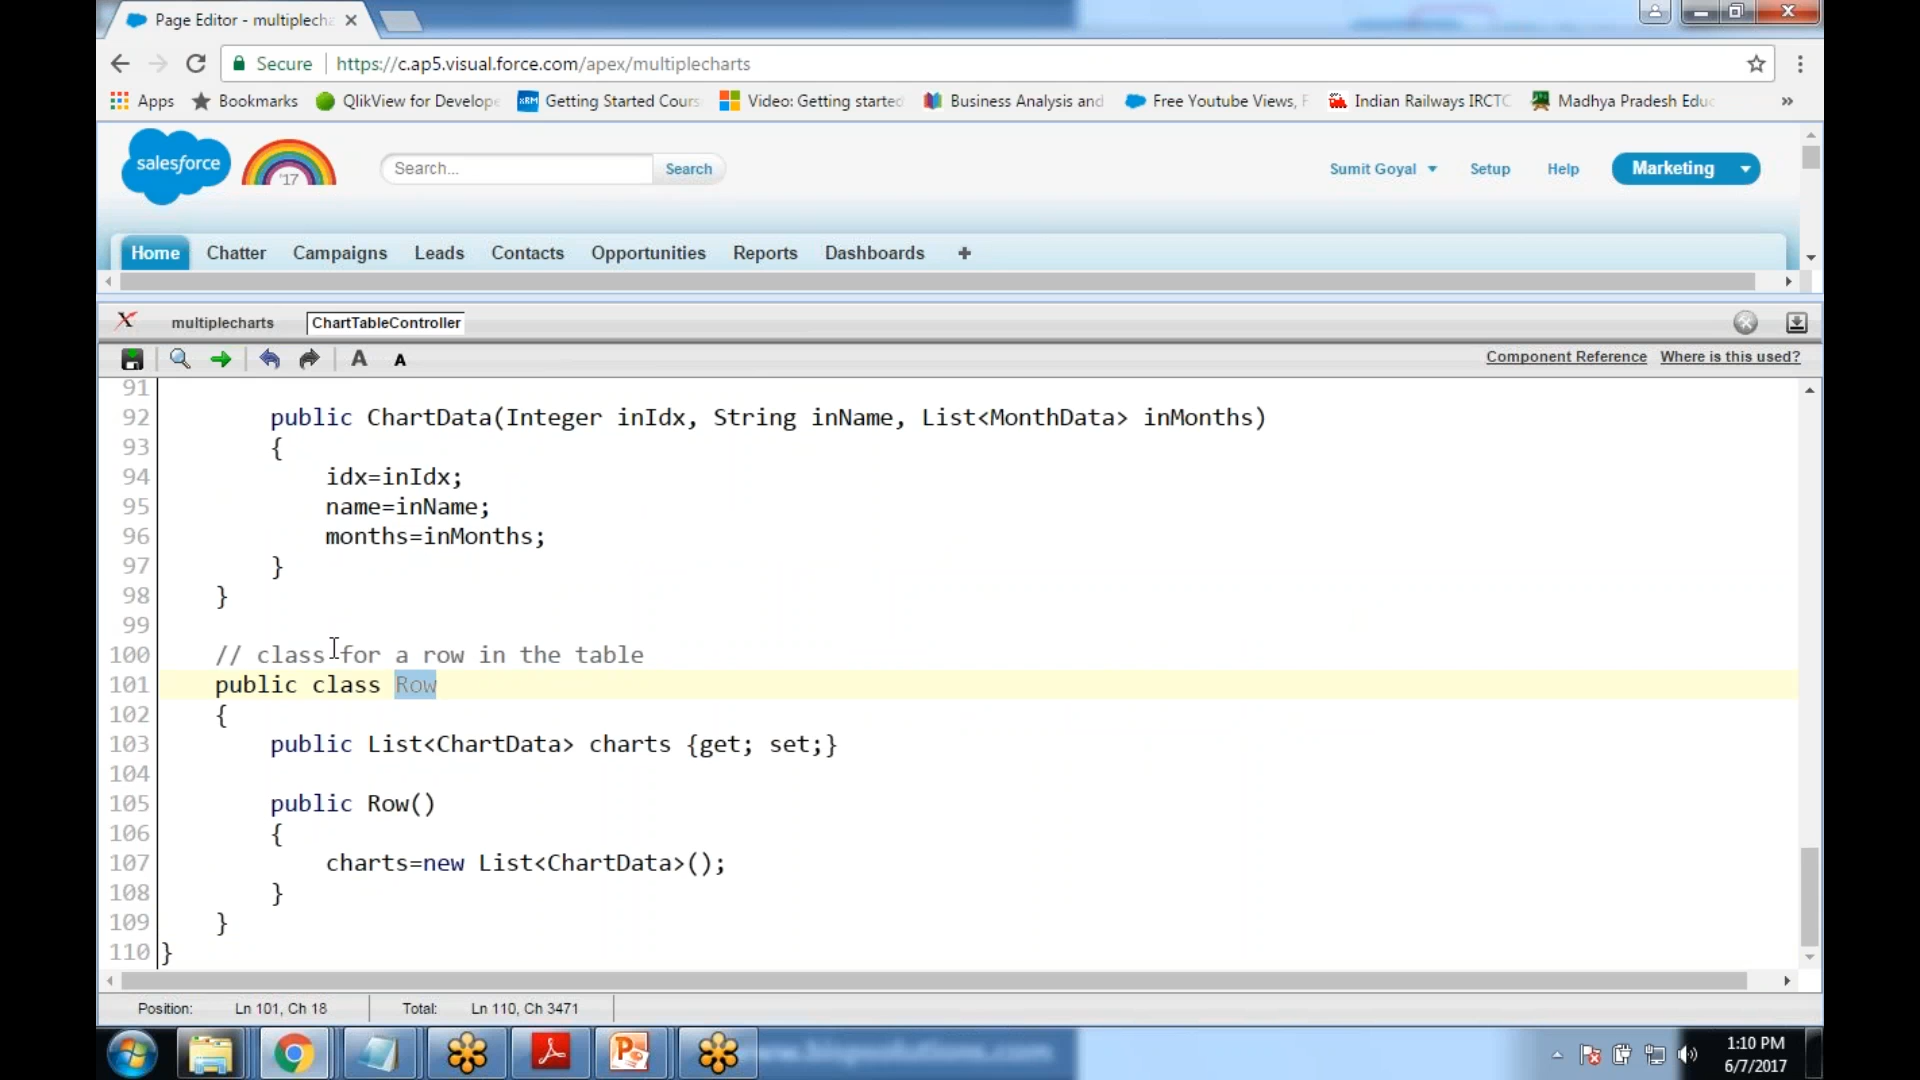 Page Editor - multiplech
Secure https://c.ap5.visual.force.com/apex/multiplecharts
Apps Bookmarks QlikView for Develope Getting Started Cours Video: Getting started Business Analysis and Free Youtube Views, F Indian Railways IRCTC Madhya Pradesh Edu »
salesforce '17 Search... Search Sumit Goyal Setup Help Marketing
Home Chatter Campaigns Leads Contacts Opportunities Reports Dashboards +
multiplecharts ChartTableController
A A Component Reference Where is this used?
91
92 public ChartData(Integer inIdx, String inName, List<MonthData> inMonths)
93 {
94 idx=inIdx;
95 name=inName;
96 months=inMonths;
97 }
98 }
99
100 // class for a row in the table
101 public class Row
102 {
103 public List<ChartData> charts {get; set;}
104
105 public Row()
106 {
107 charts=new List<ChartData>();
108 }
109 }
110 }
Position: Ln 101, Ch 18 Total: Ln 110, Ch 3471
1:10 PM
6/7/2017